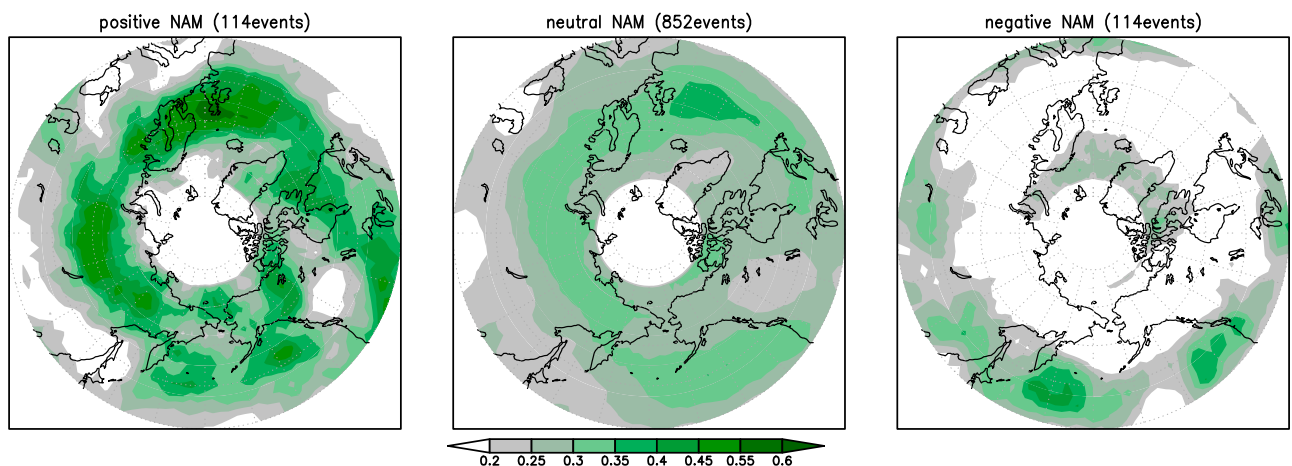 positive NAM (114events)
neutral NAM (852events)
negative NAM (114events)
0.2 0.25 0.3 0.35 0.4 0.45 0.55 0.6